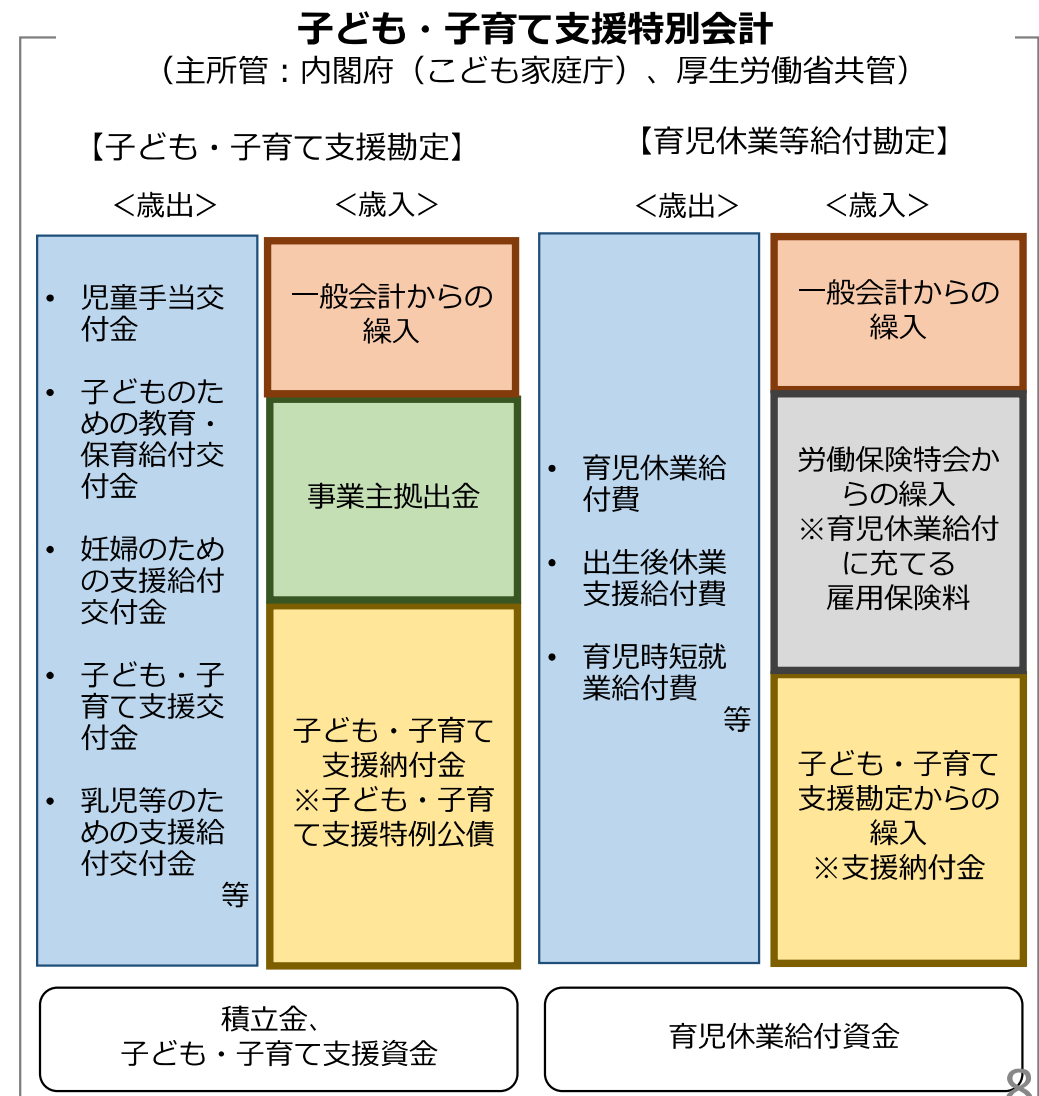 子ども・子育て支援特別会計
（主所管：内閣府（こども家庭庁）、厚生労働省共管）
【子ども・子育て支援勘定】
＜歳出＞
• 児童手当交
付金
• 子どものた
めの教育・
保育給付交
付金
• 妊婦のため
の支援給付
交付金
• 子ども・子
育て支援交
付金
• 乳児等のた
めの支援給
付交付金
等
＜歳入＞
一般会計からの
繰入
事業主拠出金
子ども・子育て
支援納付金
※子ども・子育
て支援特例公債
積立金、
子ども・子育て支援資金
【育児休業等給付勘定】
＜歳出＞
• 育児休業給
付費
• 出生後休業
支援給付費
• 育児時短就
業給付費
等
＜歳入＞
一般会計からの
繰入
労働保険特会か
らの繰入
※育児休業給付
に充てる
雇用保険料
子ども・子育て
支援勘定からの
繰入
※支援納付金
育児休業給付資金
8